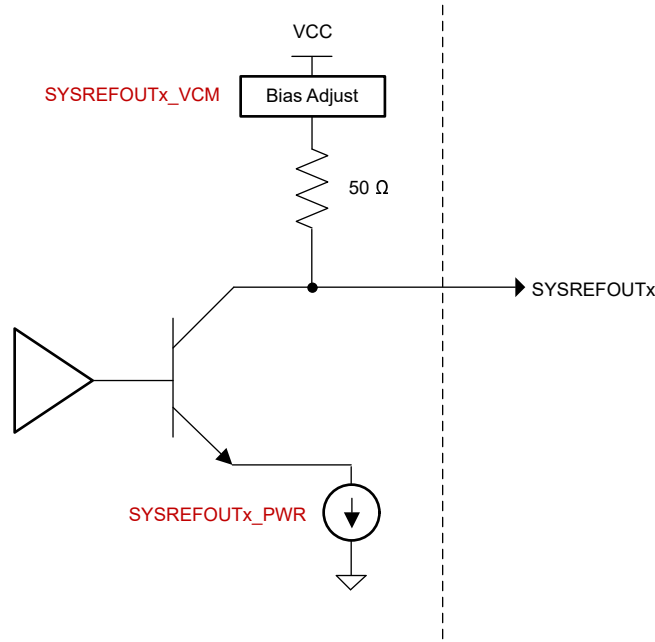 VCC
SYSREFOUTx_VCM
Bias Adjust
50 Ω
SYSREFOUTx
SYSREFOUTx_PWR